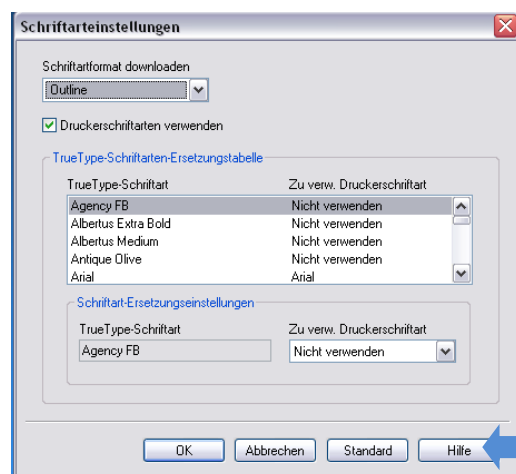 Schriftarteinstellungen
Schriftartformat downloaden
Outline
Druckerschriftarten verwenden
TrueType-Schriftarten-Ersetzungstabelle
TrueType-Schriftart Zu verw. Druckerschriftart
Agency FB Nicht verwenden
Albertus Extra Bold Nicht verwenden
Albertus Medium Nicht verwenden
Antique Olive Nicht verwenden
Arial Arial
Schriftart-Ersetzungseinstellungen
TrueType-Schriftart Zu verw. Druckerschriftart
Agency FB Nicht verwenden
OK Abbrechen Standard Hilfe